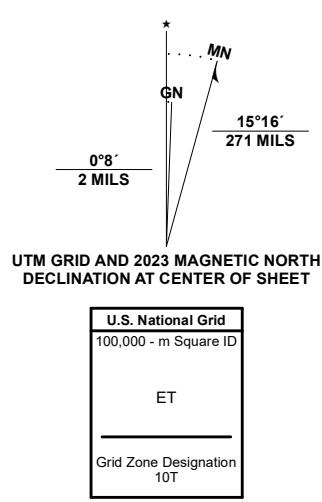 ★
MN
GN
15°16´
271 MILS
0°8´
2 MILS
UTM GRID AND 2023 MAGNETIC NORTH
DECLINATION AT CENTER OF SHEET
U.S. National Grid
100,000 - m Square ID
ET
Grid Zone Designation
10T